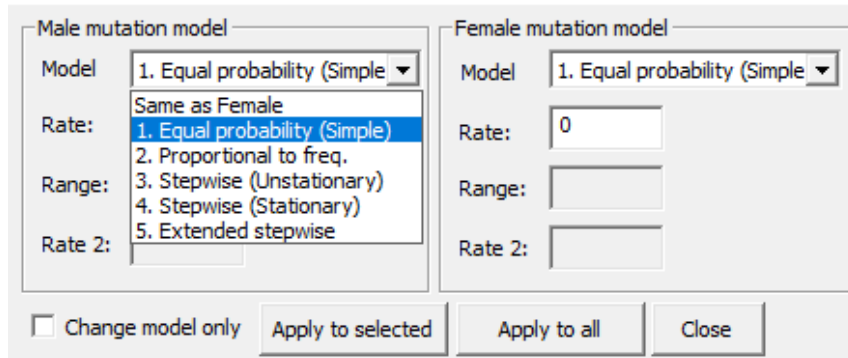 Male mutation model
Model 1. Equal probability (Simple
Same as Female
1. Equal probability (Simple)
2. Proportional to freq.
3. Stepwise (Unstationary)
4. Stepwise (Stationary)
5. Extended stepwise
Rate:
Range:
Rate 2:
Female mutation model
Model 1. Equal probability (Simple
Rate: 0
Range:
Rate 2:
Change model only
Apply to selected
Apply to all
Close